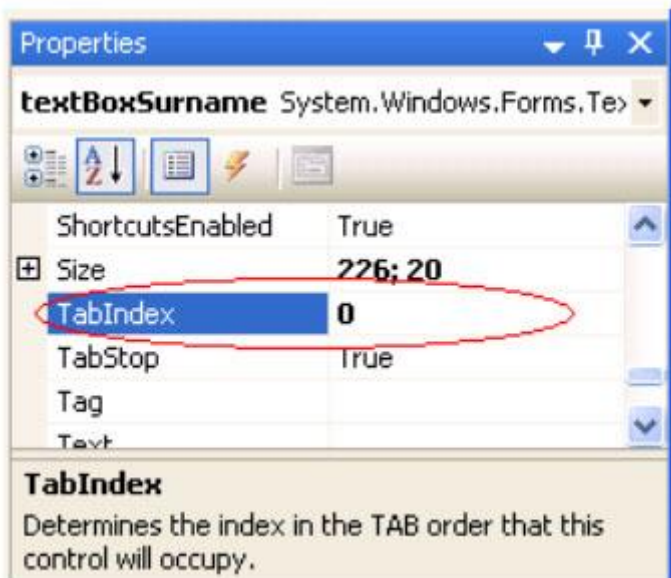 Properties
textBoxSurname System.Windows.Forms.Te
ShortcutsEnabled True
Size 226; 20
TabIndex 0
TabStop True
Tag
Text
TabIndex
Determines the index in the TAB order that this
control will occupy.